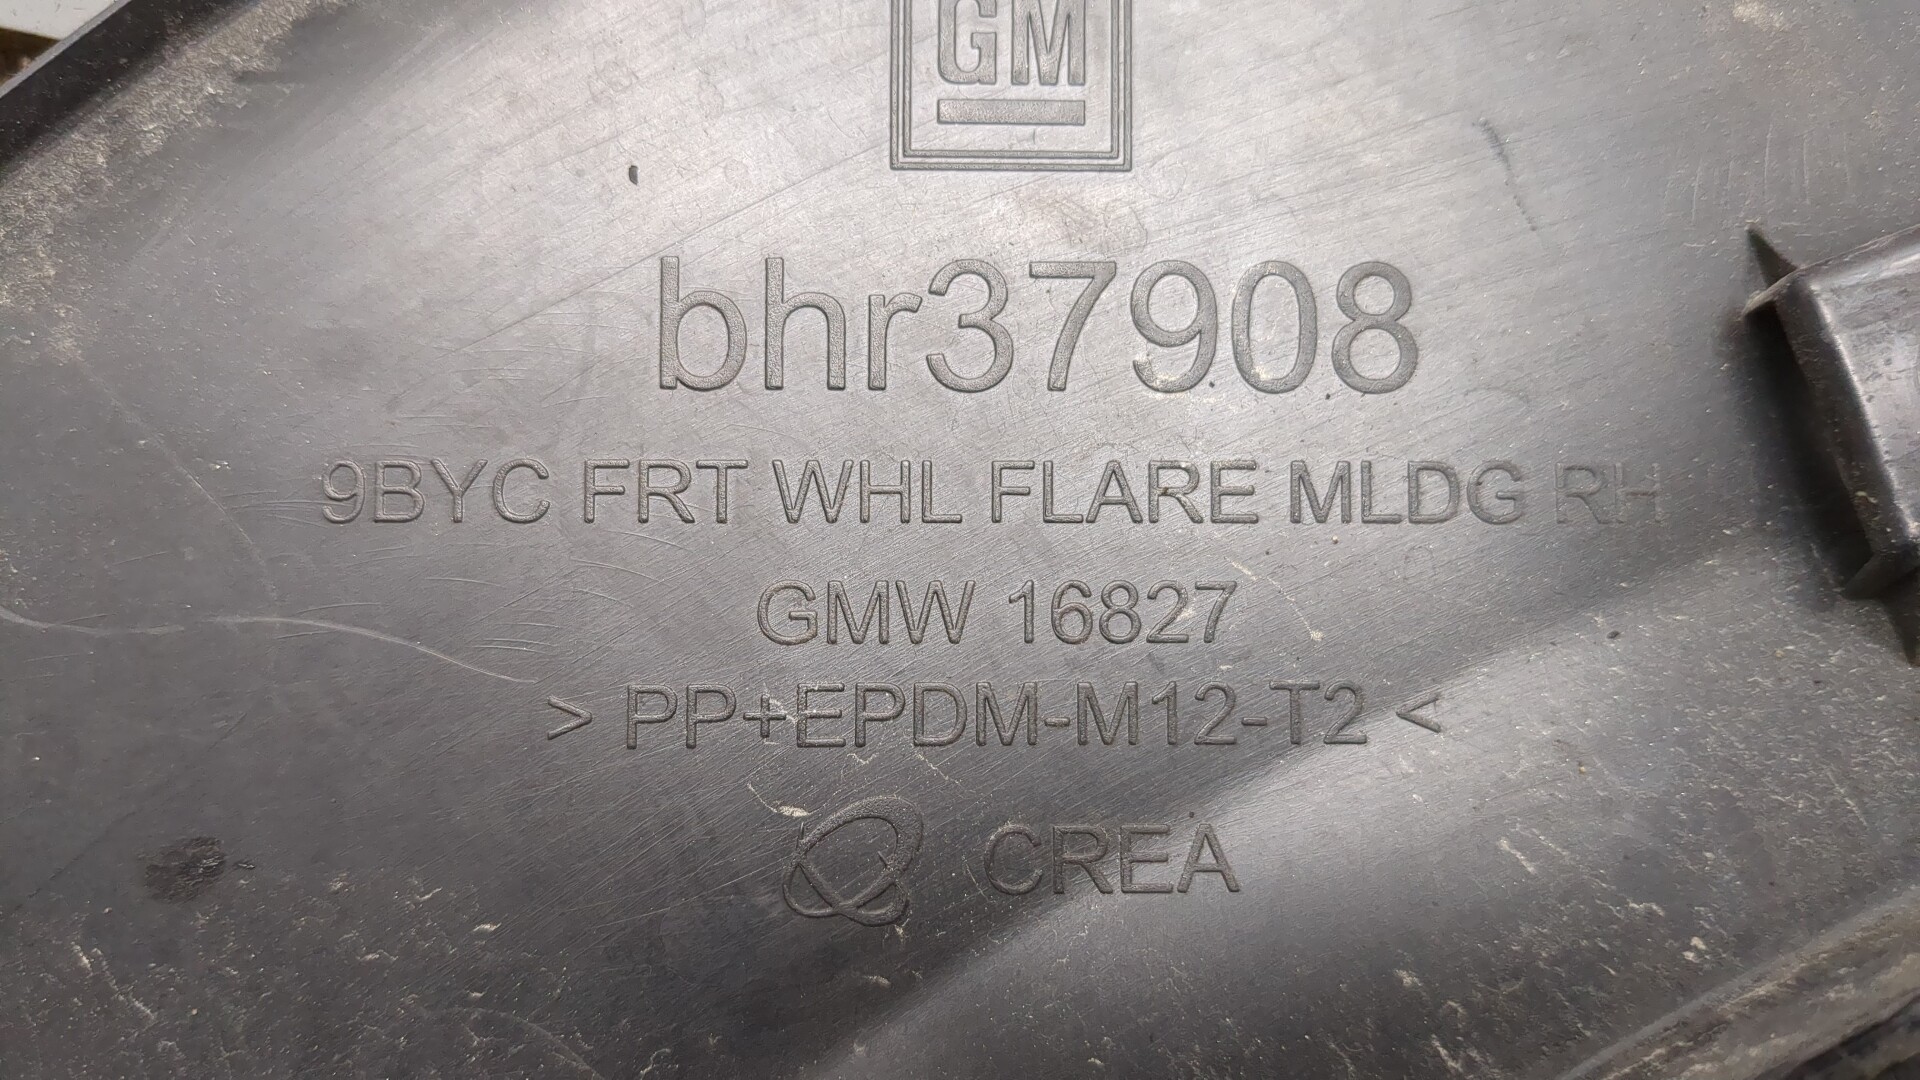 GM
bhr37908
9BYC FRT WHL FLARE MLDG RH
GMW 16827
> PP+EPDM-M12-T2 <
CREA